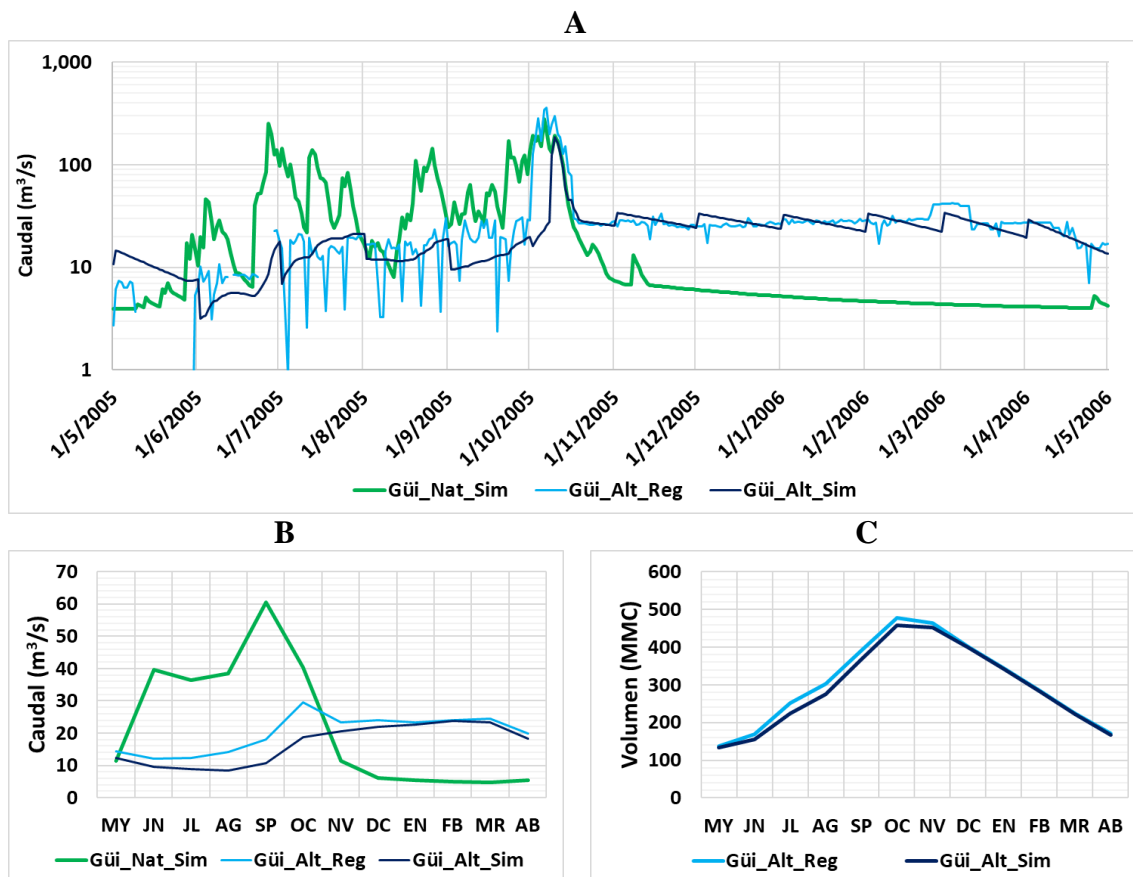 A
Caudal (m³/s)
1,000
100
10
1
1/5/2005
1/6/2005
1/7/2005
1/8/2005
1/9/2005
1/10/2005
1/11/2005
1/12/2005
1/1/2006
1/2/2006
1/3/2006
1/4/2006
1/5/2006
Güi_Nat_Sim Güi_Alt_Reg Güi_Alt_Sim
B
Caudal (m³/s)
70
60
50
40
30
20
10
0
MY JN JL AG SP OC NV DC EN FB MR AB
Güi_Nat_Sim Güi_Alt_Reg Güi_Alt_Sim
C
Volumen (MMC)
600
500
400
300
200
100
0
MY JN JL AG SP OC NV DC EN FB MR AB
Güi_Alt_Reg Güi_Alt_Sim